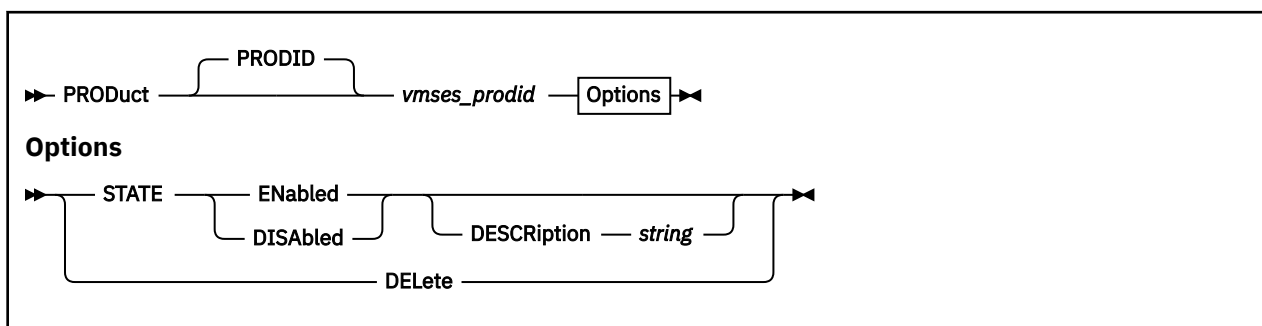 PRODID
PRODuct vmses_prodid Options
Options
STATE ENabled
DISAbled DESCRiption string
DELete